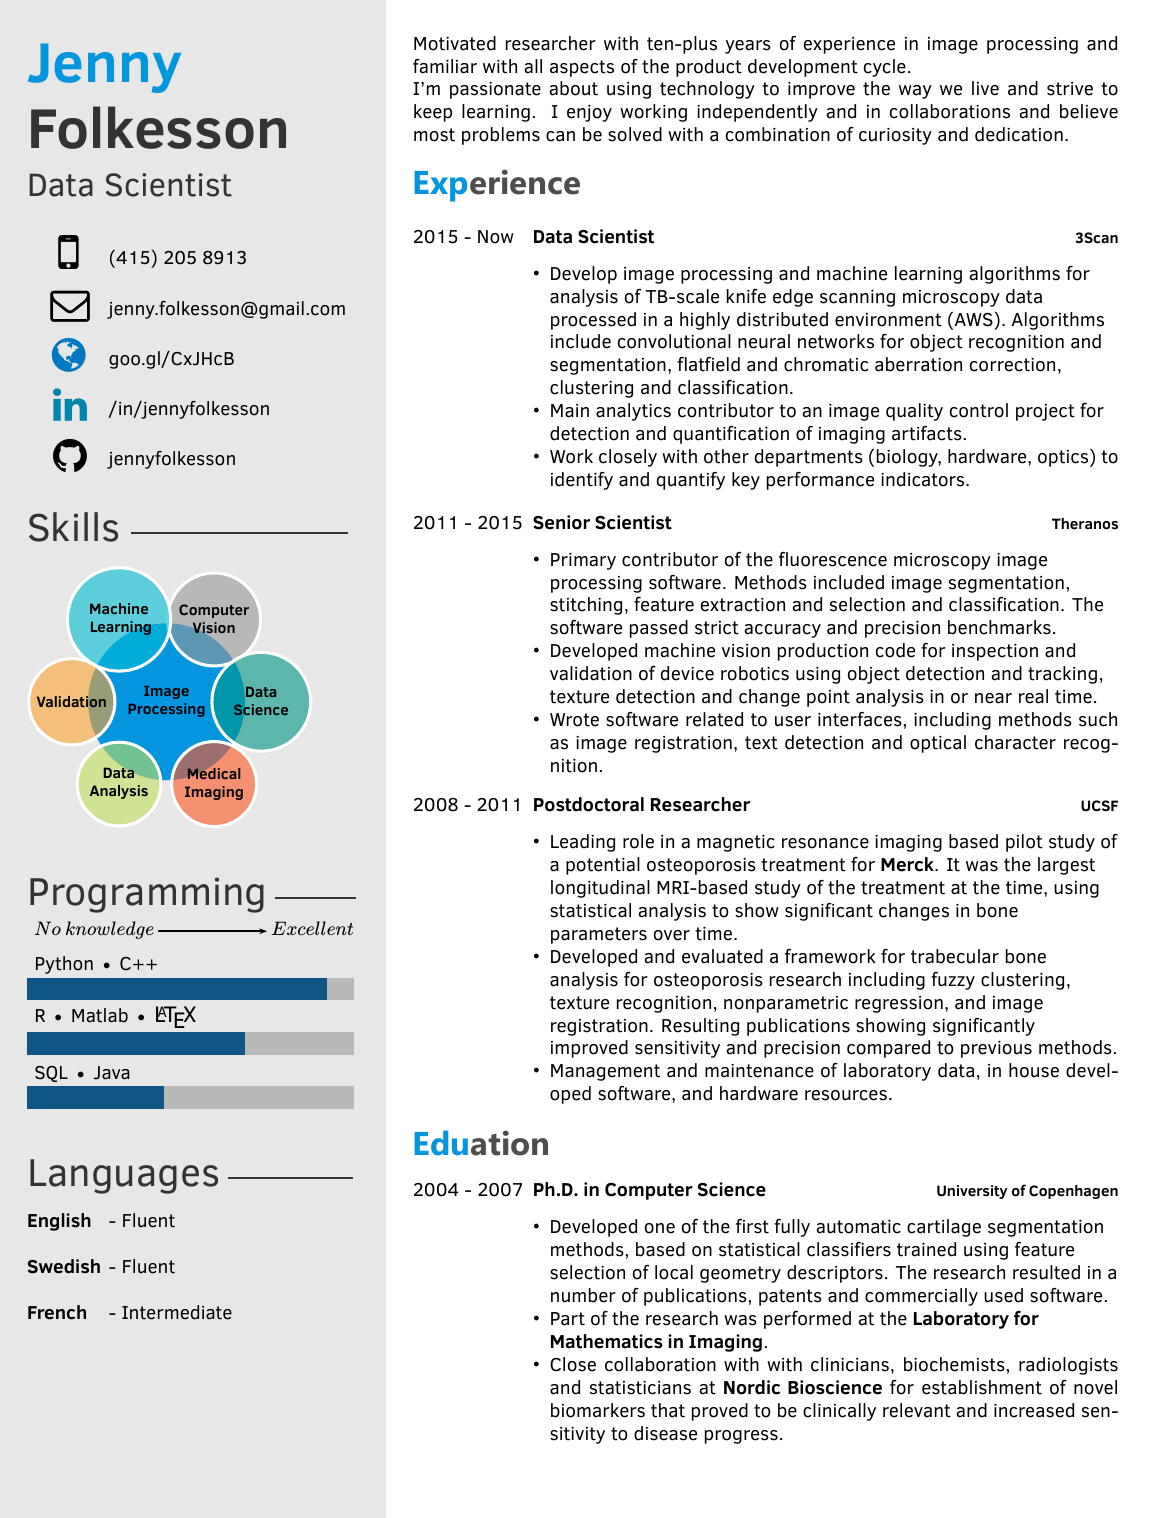 Jenny
Folkesson
Data Scientist
(415) 205 8913
jenny.folkesson@gmail.com
goo.gl/CxJHcB
in
/in/jennyfolkesson
jennyfolkesson
Skills
Machine
Learning
Computer
Vision
Validation
Image
Processing
Data
Science
Data
Analysis
Medical
Imaging
Programming
No knowledge Excellent
Python • C++
R • Matlab • LATEX
SQL • Java
Languages
English - Fluent
Swedish - Fluent
French - Intermediate
Motivated researcher with ten-plus years of experience in image processing and
familiar with all aspects of the product development cycle.
I'm passionate about using technology to improve the way we live and strive to
keep learning. I enjoy working independently and in collaborations and believe
most problems can be solved with a combination of curiosity and dedication.
Experience
2015 - Now Data Scientist 3Scan
• Develop image processing and machine learning algorithms for
analysis of TB-scale knife edge scanning microscopy data
processed in a highly distributed environment (AWS). Algorithms
include convolutional neural networks for object recognition and
segmentation, flatfield and chromatic aberration correction,
clustering and classification.
• Main analytics contributor to an image quality control project for
detection and quantification of imaging artifacts.
• Work closely with other departments (biology, hardware, optics) to
identify and quantify key performance indicators.
2011 - 2015 Senior Scientist Theranos
• Primary contributor of the fluorescence microscopy image
processing software. Methods included image segmentation,
stitching, feature extraction and selection and classification. The
software passed strict accuracy and precision benchmarks.
• Developed machine vision production code for inspection and
validation of device robotics using object detection and tracking,
texture detection and change point analysis in or near real time.
• Wrote software related to user interfaces, including methods such
as image registration, text detection and optical character recog-
nition.
2008 - 2011 Postdoctoral Researcher UCSF
• Leading role in a magnetic resonance imaging based pilot study of
a potential osteoporosis treatment for Merck. It was the largest
longitudinal MRI-based study of the treatment at the time, using
statistical analysis to show significant changes in bone
parameters over time.
• Developed and evaluated a framework for trabecular bone
analysis for osteoporosis research including fuzzy clustering,
texture recognition, nonparametric regression, and image
registration. Resulting publications showing significantly
improved sensitivity and precision compared to previous methods.
• Management and maintenance of laboratory data, in house devel-
oped software, and hardware resources.
Eduation
2004 - 2007 Ph.D. in Computer Science University of Copenhagen
• Developed one of the first fully automatic cartilage segmentation
methods, based on statistical classifiers trained using feature
selection of local geometry descriptors. The research resulted in a
number of publications, patents and commercially used software.
• Part of the research was performed at the Laboratory for
Mathematics in Imaging.
• Close collaboration with with clinicians, biochemists, radiologists
and statisticians at Nordic Bioscience for establishment of novel
biomarkers that proved to be clinically relevant and increased sen-
sitivity to disease progress.